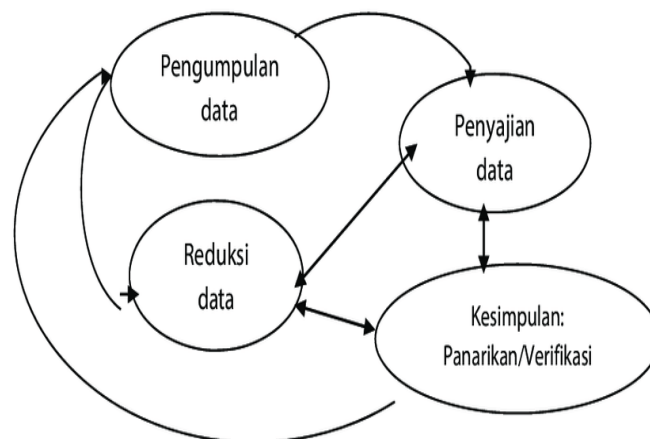 Pengumpulan
data
Penyajian
data
Reduksi
data
Kesimpulan:
Panarikan/Verifikasi